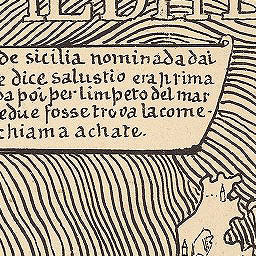 de sicilia nominada dai
e dice salustio era prima
da poi per limpeto del mar
edue fosse trova la come-
chiama achate.